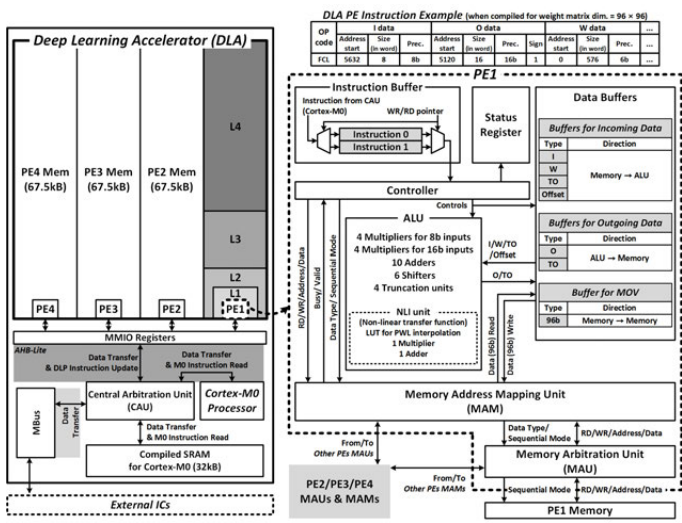 DLA PE Instruction Example (when compiled for weight matrix dim. = 96 × 96)
OP code
I data
O data
W data
...
Address start
Size (in word)
Prec.
Address start
Size (in word)
Prec.
Sign
Address start
Size (in word)
Prec.
...
FCL 5632 8 8b 5120 16 16b 1 0 576 6b ...
Deep Learning Accelerator (DLA)
PE4 Mem
(67.5kB)
PE3 Mem
(67.5kB)
PE2 Mem
(67.5kB)
L4
L3
L2
L1
PE4
PE3
PE2
PE1
MMIO Registers
AHB-Lite
Data Transfer
& DLP Instruction Update
Data Transfer
& M0 Instruction Read
Central Arbitration Unit
(CAU)
Cortex-M0
Processor
MBus
Data
Transfer
Data Transfer
& M0 Instruction Read
Compiled SRAM
for Cortex-M0 (32kB)
External ICs
PE1
Instruction Buffer
Instruction from CAU
(Cortex-M0)
WR/RD pointer
Instruction 0
Instruction 1
Status
Register
Controller
Controls
RD/WR/Address/Data
Busy/ Valid
Data Type/ Sequential Mode
ALU
4 Multipliers for 8b inputs
4 Multipliers for 16b inputs
10 Adders
6 Shifters
4 Truncation units
NLI unit
(Non-linear transfer function)
LUT for PWL interpolation
1 Multiplier
1 Adder
I/W/TO
/Offset
O/TO
Data (96b) Read
Data (96b) Write
Data Buffers
Buffers for Incoming Data
Type Direction
I
W
TO
Offset
Memory → ALU
Buffers for Outgoing Data
Type Direction
O
TO
ALU → Memory
Buffer for MOV
Type Direction
96b Memory → Memory
Memory Address Mapping Unit
(MAM)
From/To
Other PEs MAUs
Data Type/
Sequential Mode
RD/WR/Address/Data
PE2/PE3/PE4
MAUs & MAMs
From/To
Other PEs MAMs
Memory Arbitration Unit
(MAU)
Sequential Mode
RD/WR/Address/Data
PE1 Memory